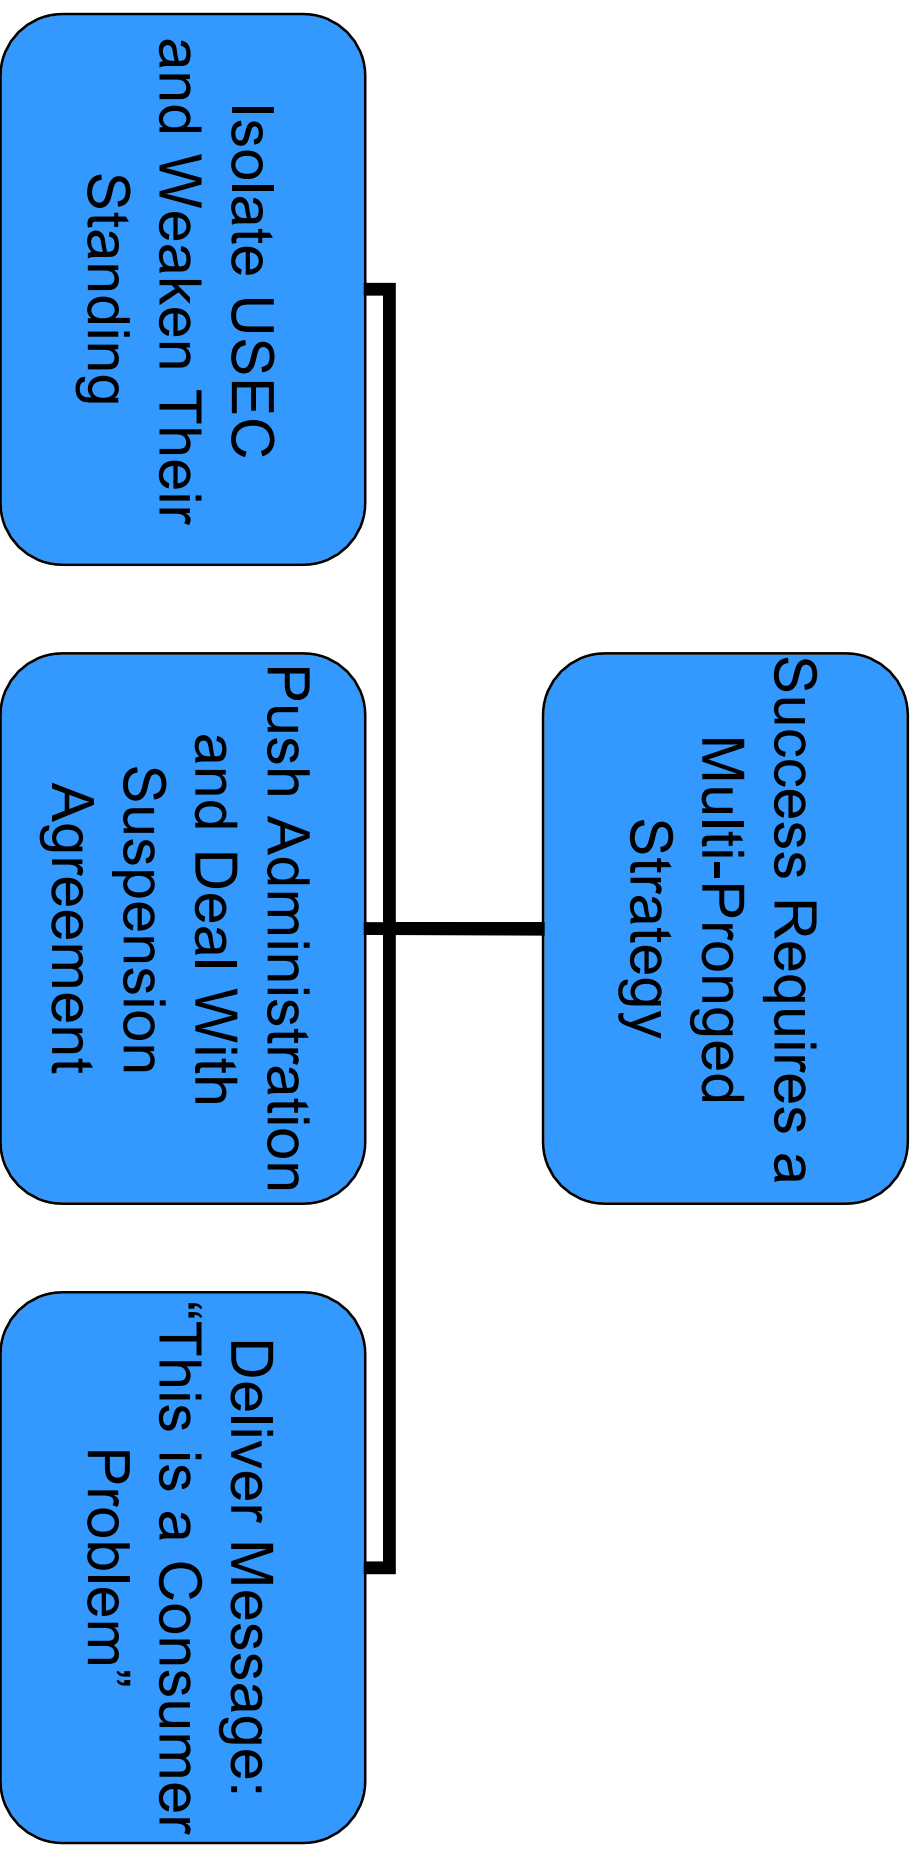 Success Requires a
Multi-Pronged
Strategy
Isolate USEC
and Weaken Their
Standing
Push Administration
and Deal With
Suspension
Agreement
Deliver Message:
“This is a Consumer
Problem”